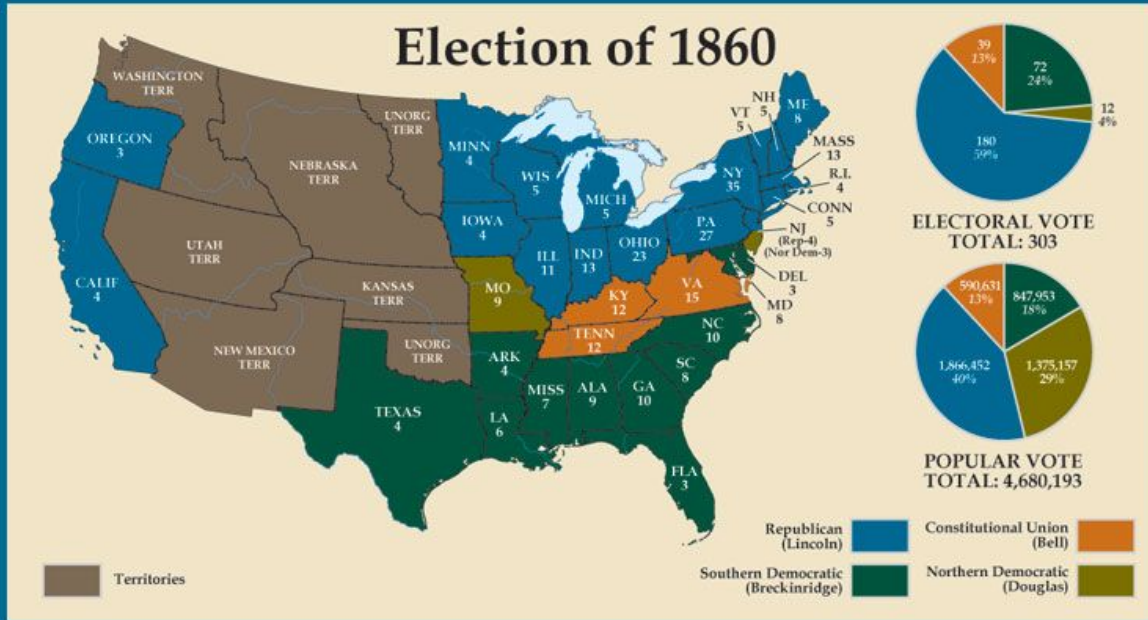 Election of 1860
WASHINGTON
TERR
OREGON
3
CALIF
4
UTAH
TERR
NEW MEXICO
TERR
NEBRASKA
TERR
UNORG
TERR
KANSAS
TERR
UNORG
TERR
TEXAS
4
MINN
4
IOWA
4
MO
9
ARK
4
LA
6
WIS
5
ILL
11
MISS
7
MICH
5
IND
13
OHIO
23
KY
12
TENN
12
ALA
9
GA
10
FLA
3
SC
8
NC
10
VA
15
PA
27
NY
35
VT
5
NH
5
ME
8
MASS
13
R.I.
4
CONN
5
NJ
(Rep-4)
(Nor Dem-3)
DEL
3
MD
8
39
13%
72
24%
12
4%
180
59%
ELECTORAL VOTE
TOTAL: 303
590,631
13%
847,953
18%
1,866,452
40%
1,375,157
29%
POPULAR VOTE
TOTAL: 4,680,193
Territories
Republican
(Lincoln)
Constitutional Union
(Bell)
Southern Democratic
(Breckinridge)
Northern Democratic
(Douglas)